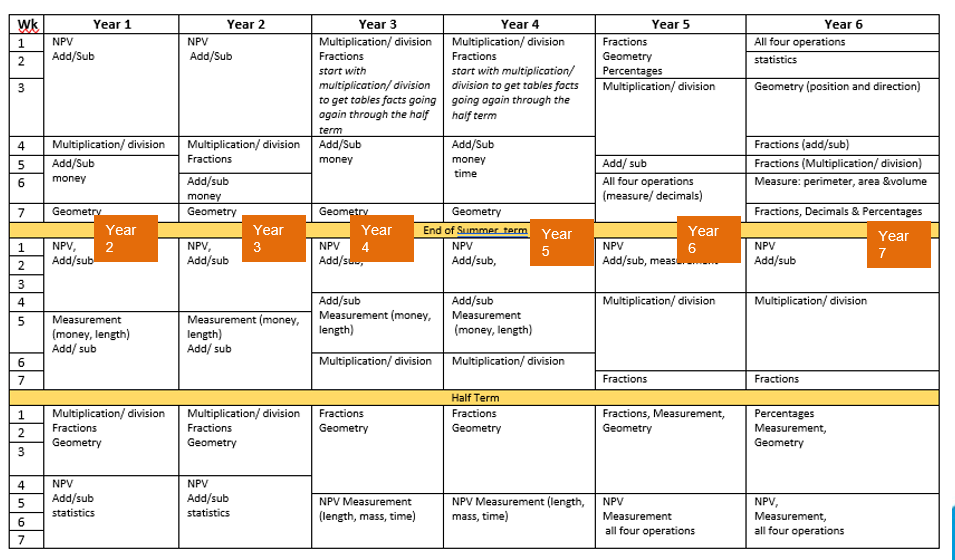 Wk Year 1 Year 2 Year 3 Year 4 Year 5 Year 6
1
2
3
4
5
6
7
NPV
Add/Sub
Multiplication/ division
Add/Sub
money
Geometry
NPV
Add/Sub
Multiplication/ division
Fractions
Add/sub
money
Geometry
Multiplication/ division
Fractions
start with
multiplication/ division
to get tables facts going
again through the half
term
Add/Sub
money
Geometry
Multiplication/ division
Fractions
start with multiplication/
division to get tables facts
going again through the
half term
Add/Sub
money
time
Geometry
Fractions
Geometry
Percentages
Multiplication/ division
Add/ sub
All four operations
(measure/ decimals)
All four operations
statistics
Geometry (position and direction)
Fractions (add/sub)
Fractions (Multiplication/ division)
Measure: perimeter, area &volume
Fractions, Decimals & Percentages
End of Summer term
Year
2
Year
3
Year
4
Year
5
Year
6
Year
7
1
2
3
4
5
6
7
NPV,
Add/sub
Measurement
(money, length)
Add/ sub
NPV,
Add/sub
Measurement (money,
length)
Add/ sub
NPV
Add/sub,
Add/sub
Measurement (money,
length)
Multiplication/ division
NPV
Add/sub,
Add/sub
Measurement
(money, length)
Multiplication/ division
NPV
Add/sub,
Multiplication/ division
Fractions
NPV
Add/sub
Multiplication/ division
Fractions
Half Term
1
2
3
4
5
6
7
Multiplication/ division
Fractions
Geometry
NPV
Add/sub
statistics
Multiplication/ division
Fractions
Geometry
NPV
Add/sub
statistics
Fractions
Geometry
NPV Measurement
(length, mass, time)
Fractions
Geometry
NPV Measurement (length,
mass, time)
Fractions, Measurement,
Geometry
NPV
Measurement
all four operations
Percentages
Measurement,
Geometry
NPV,
Measurement,
all four operations